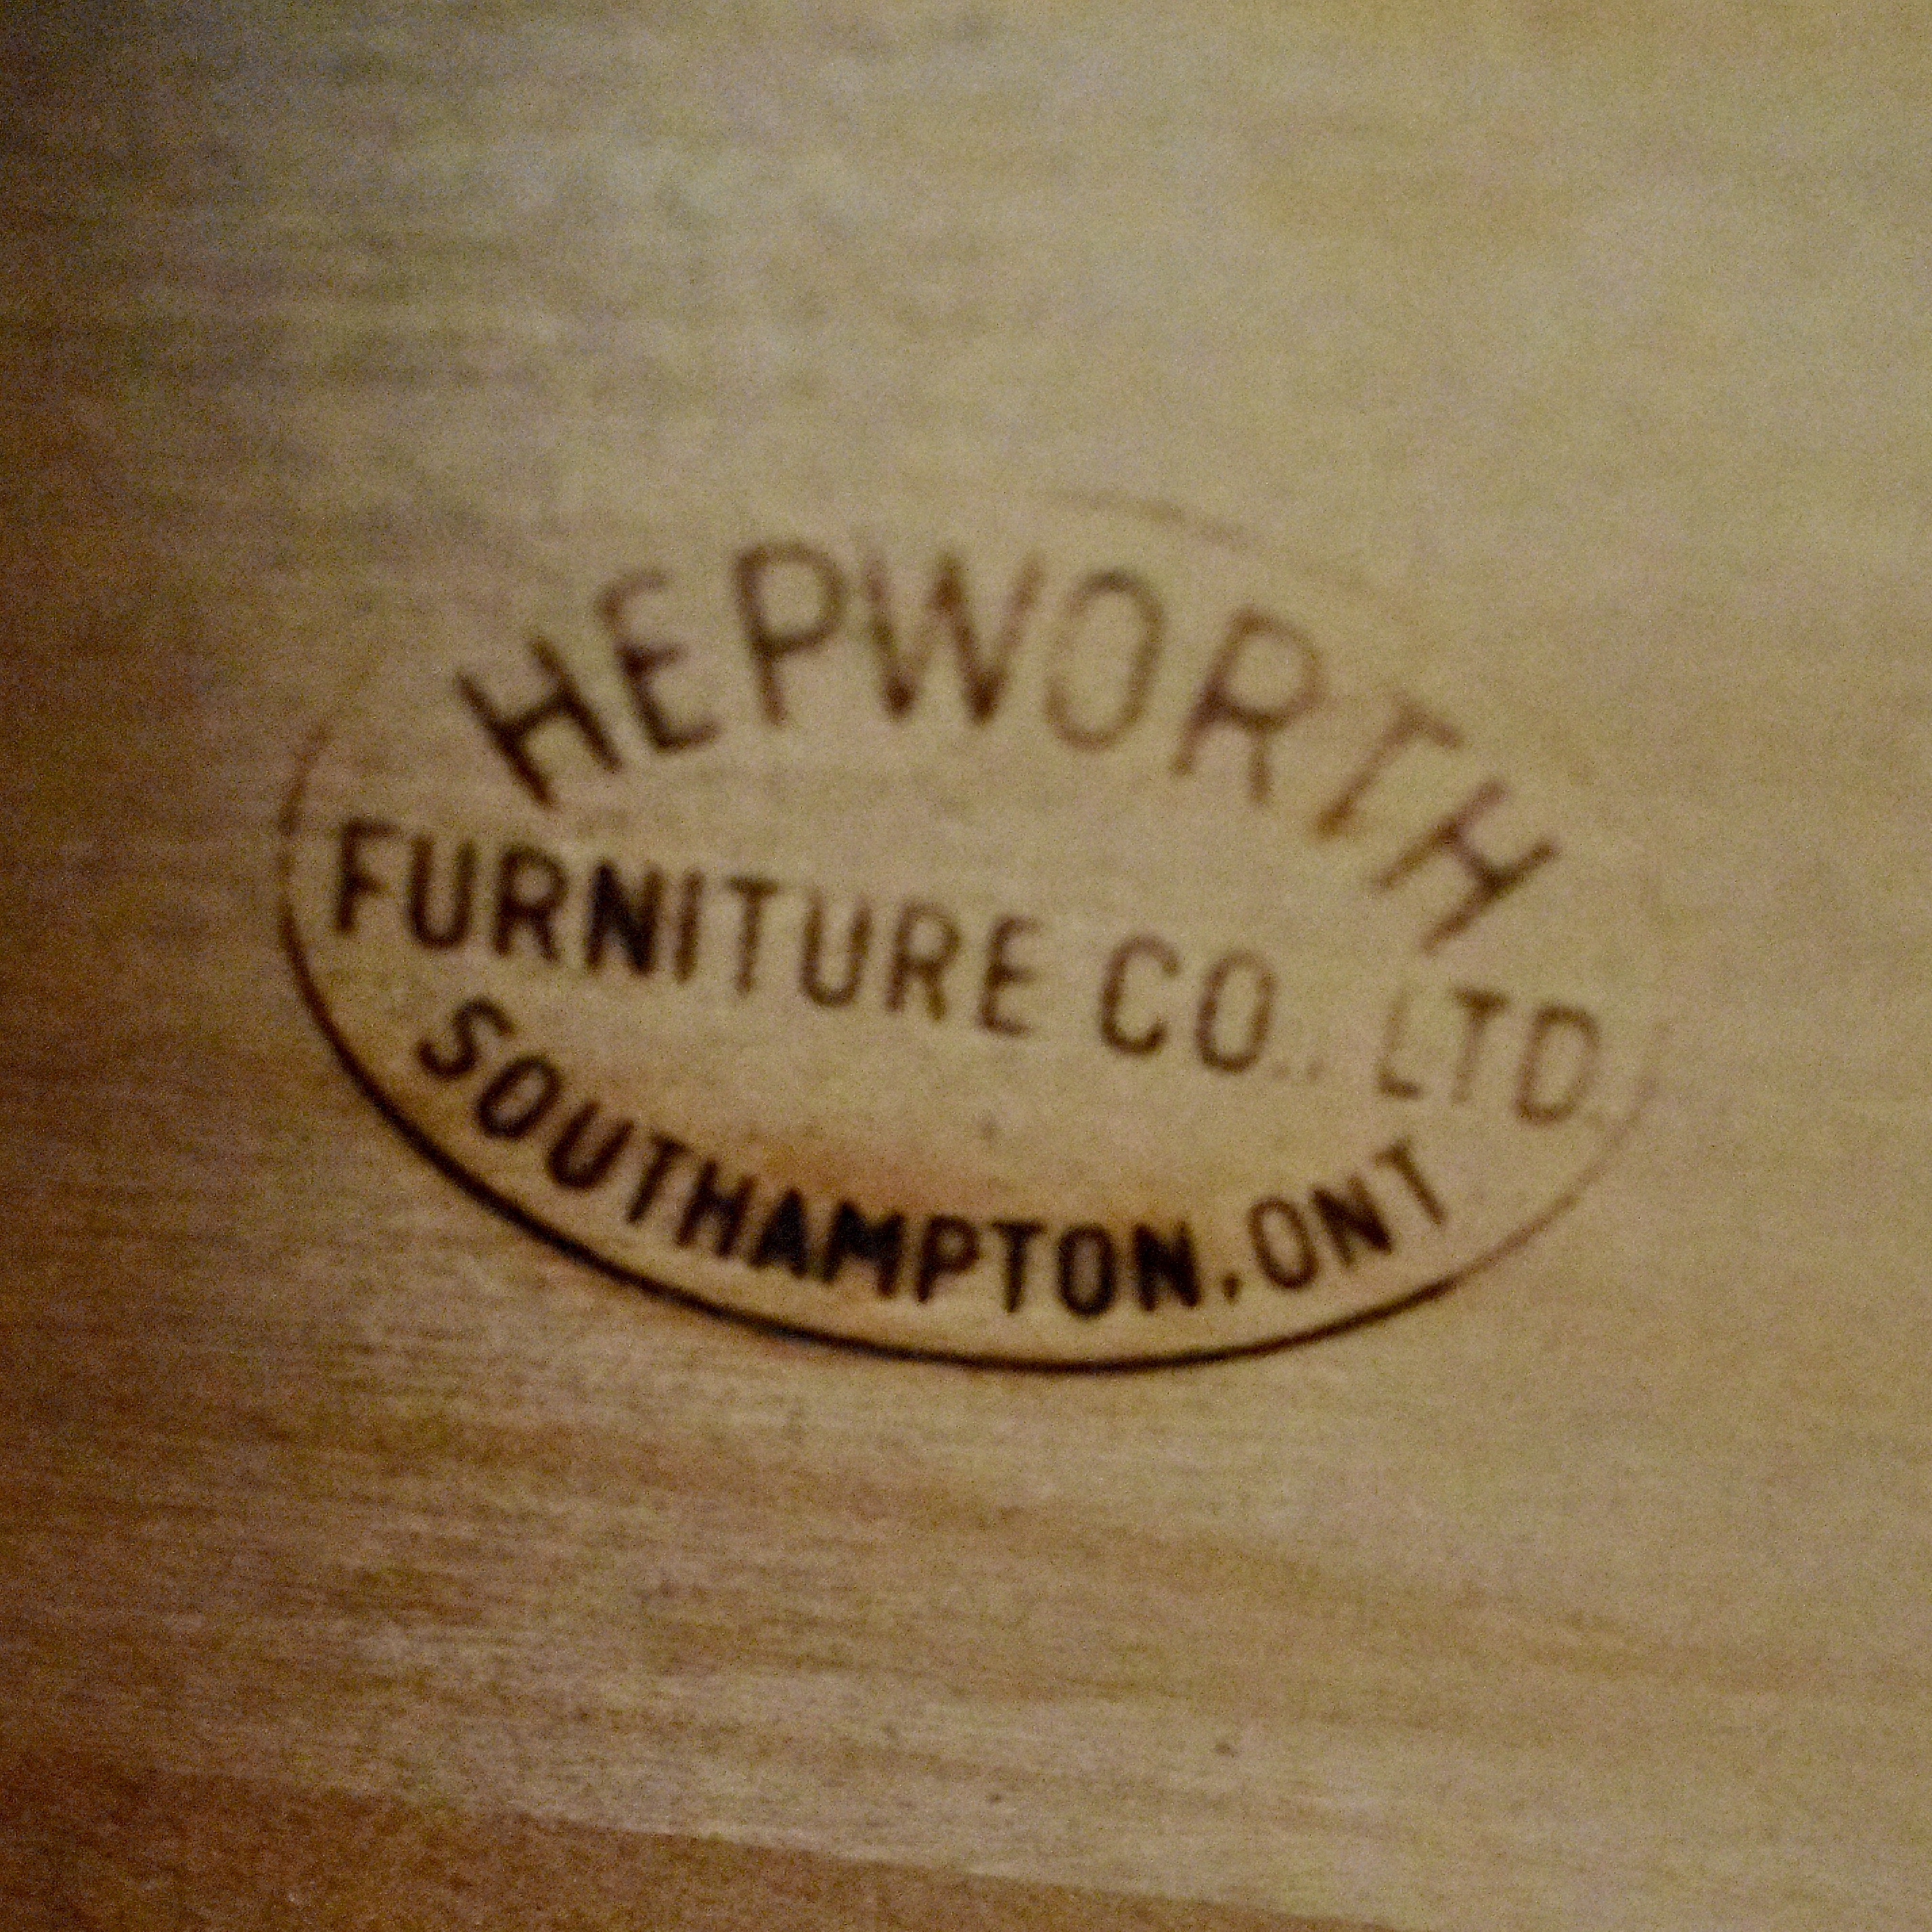 HEPWORTH
FURNITURE CO., LTD.
SOUTHAMPTON, ONT